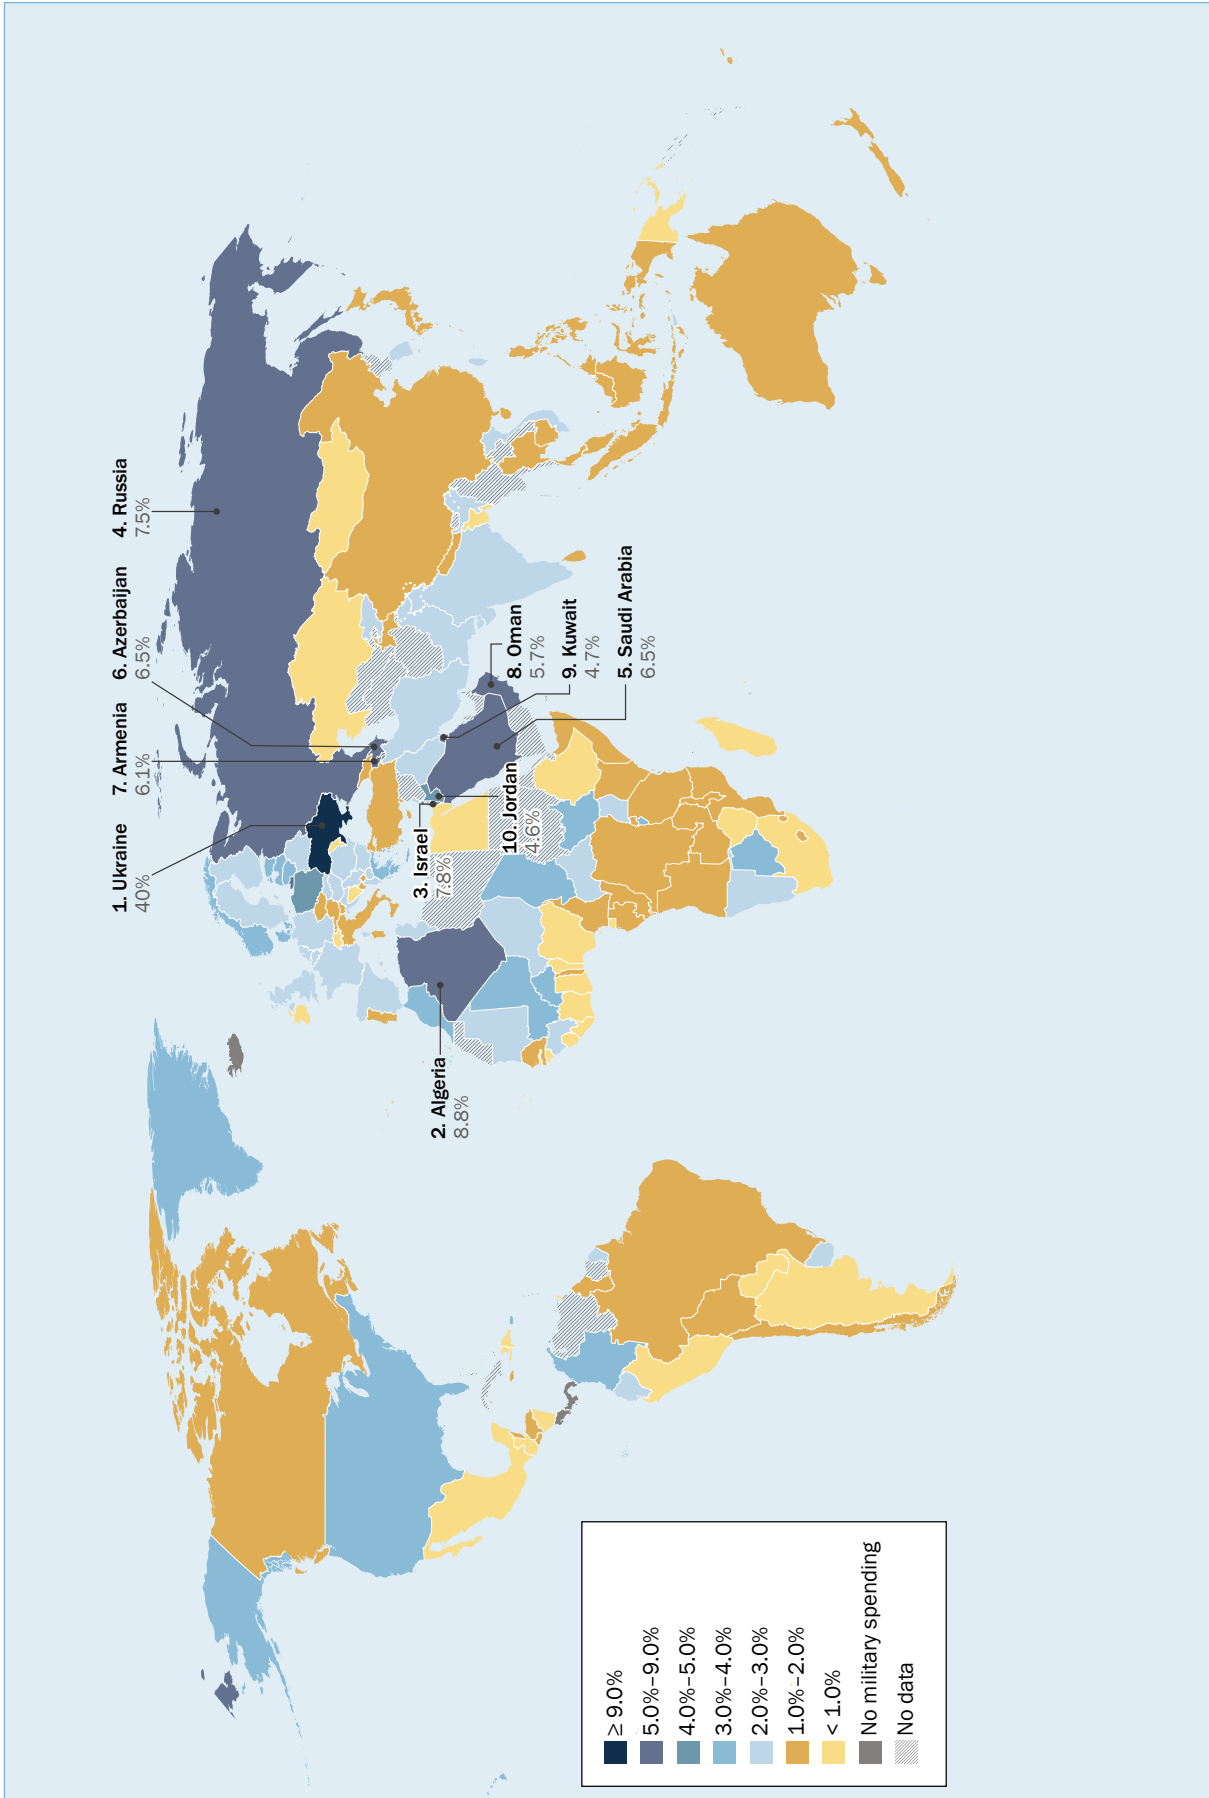 1. Ukraine
40%
7. Armenia
6.1%
6. Azerbaijan
6.5%
4. Russia
7.5%
2. Algeria
8.8%
3. Israel
7.8%
10. Jordan
4.6%
8. Oman
5.7%
9. Kuwait
4.7%
5. Saudi Arabia
6.5%
≥ 9.0%
5.0%–9.0%
4.0%–5.0%
3.0%–4.0%
2.0%–3.0%
1.0%–2.0%
< 1.0%
No military spending
No data